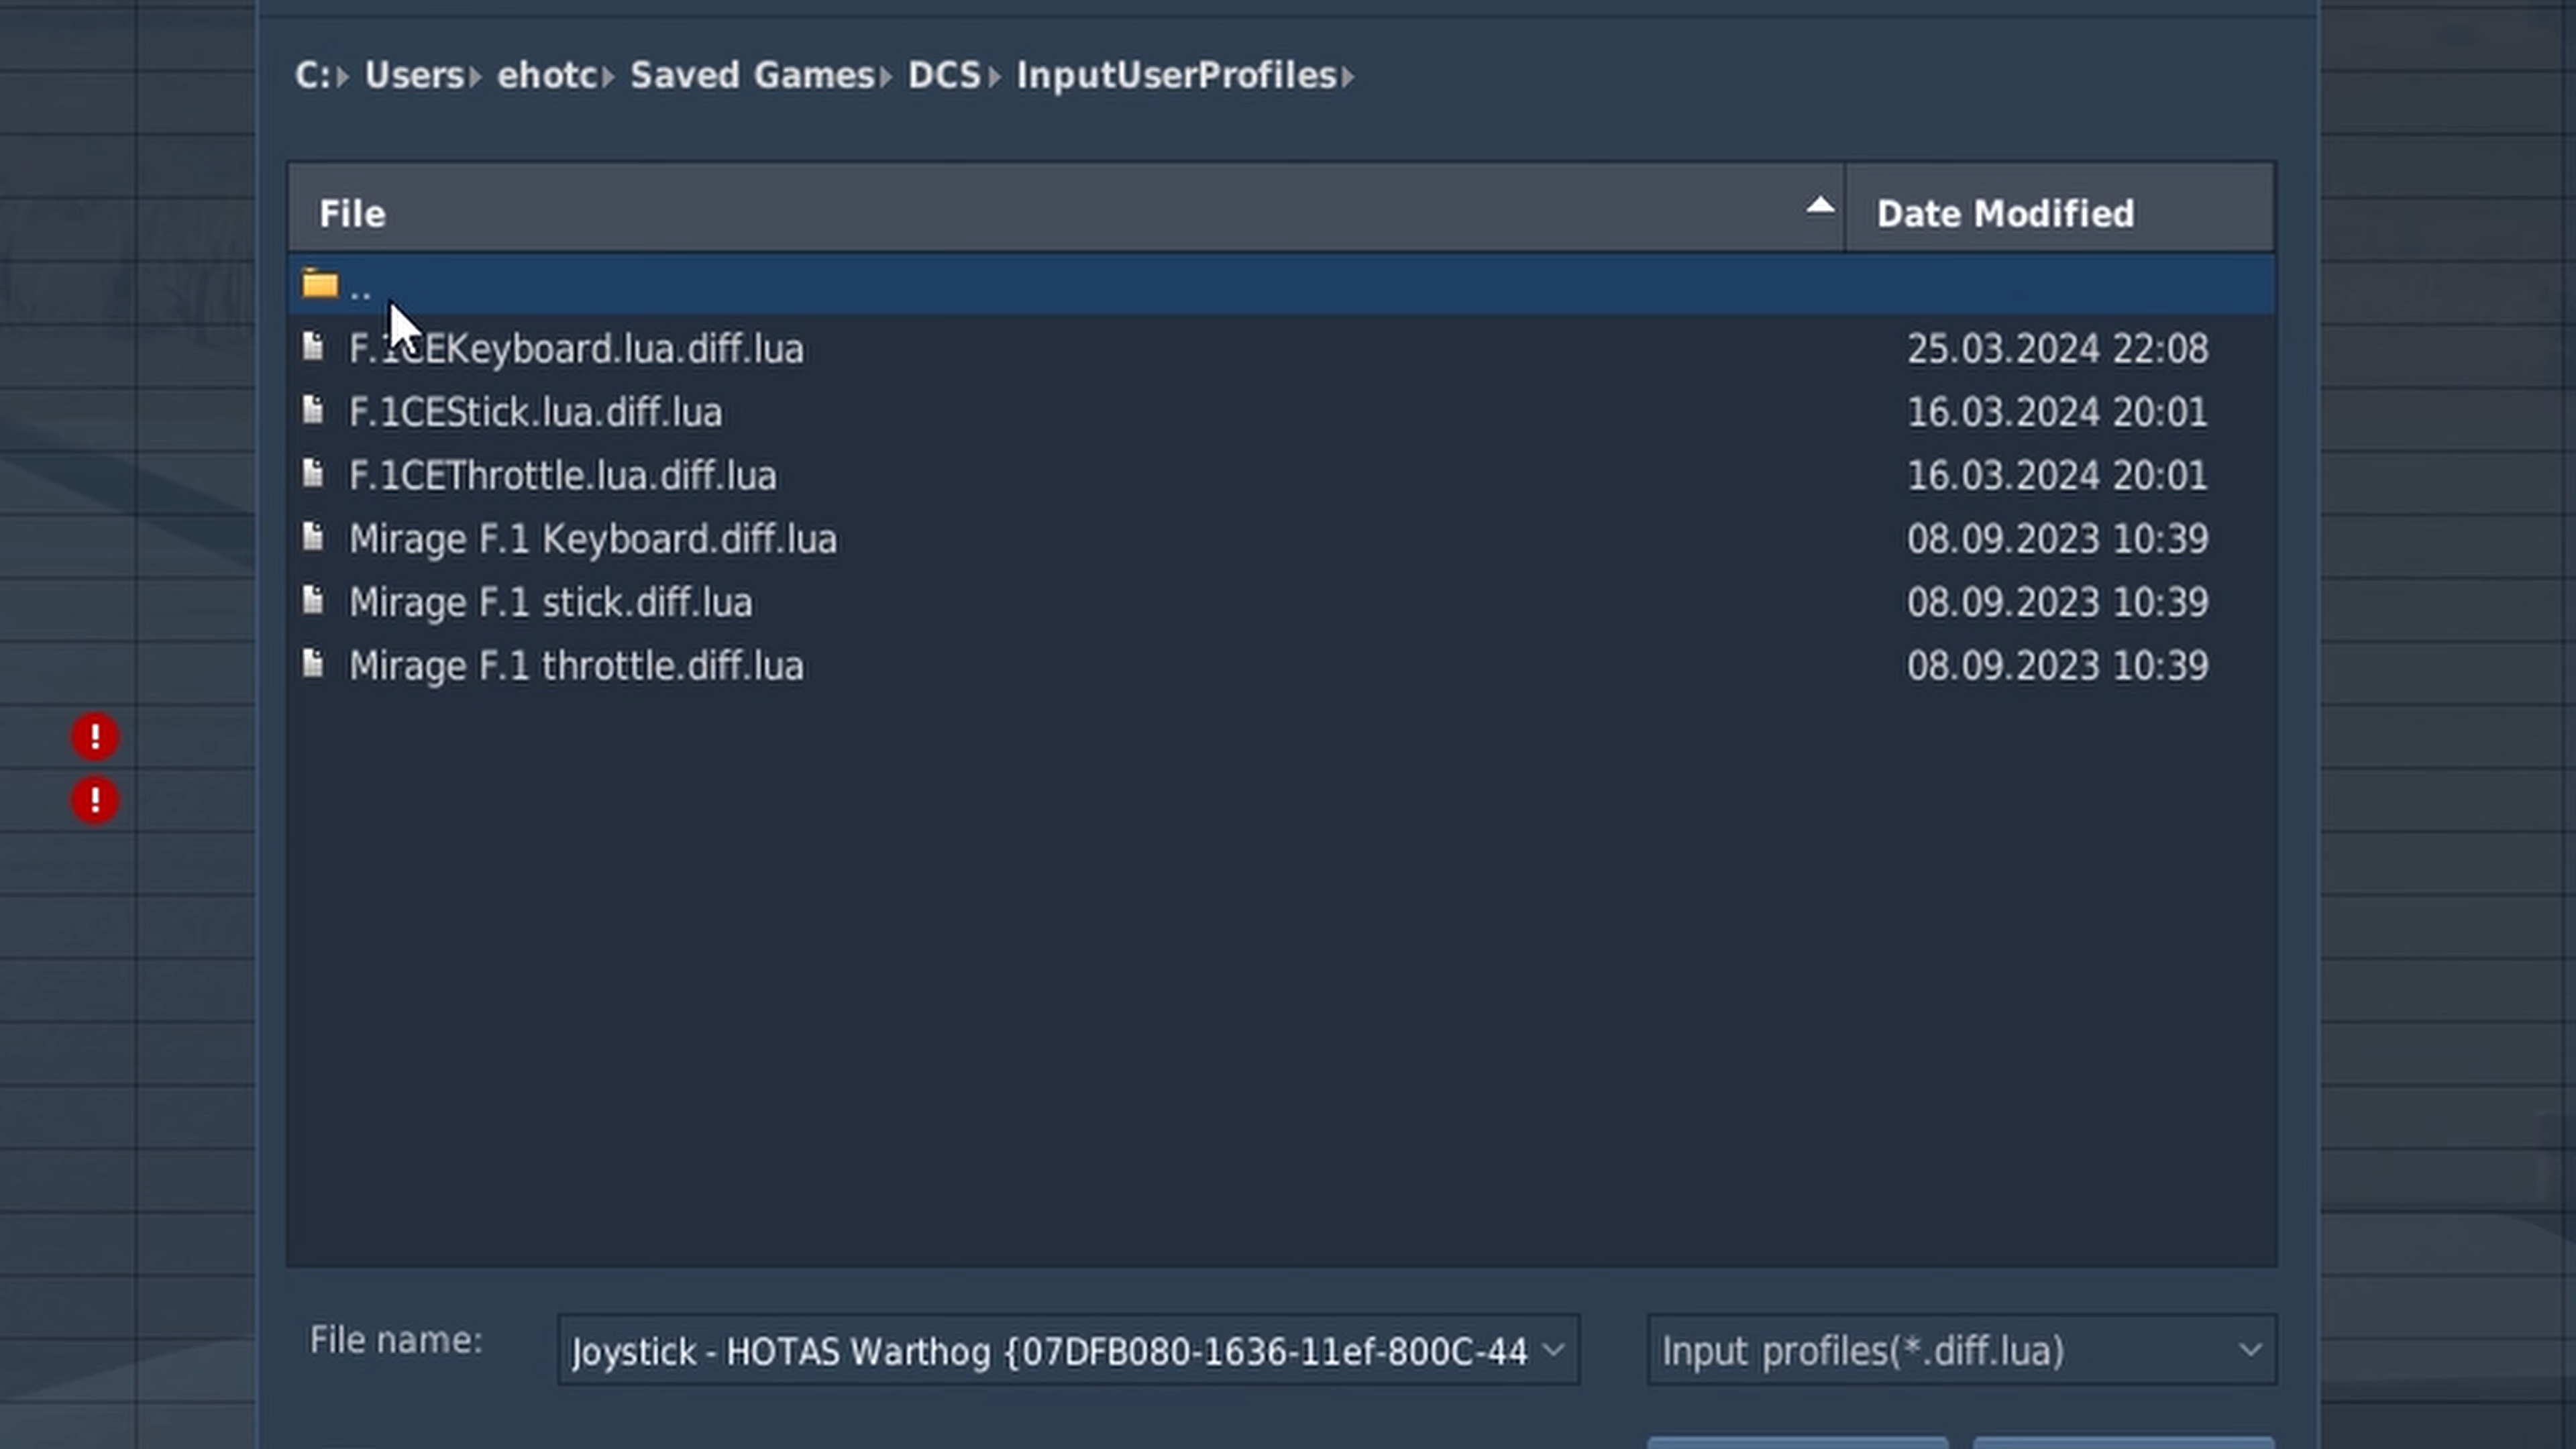 C: Users ehotc Saved Games DCS InputUserProfiles
File Date Modified
..
F.1CEKeyboard.lua.diff.lua 25.03.2024 22:08
F.1CEStick.lua.diff.lua 16.03.2024 20:01
F.1CEThrottle.lua.diff.lua 16.03.2024 20:01
Mirage F.1 Keyboard.diff.lua 08.09.2023 10:39
Mirage F.1 stick.diff.lua 08.09.2023 10:39
Mirage F.1 throttle.diff.lua 08.09.2023 10:39
!
!
File name: Joystick - HOTAS Warthog {07DFB080-1636-11ef-800C-44 Input profiles(*.diff.lua)